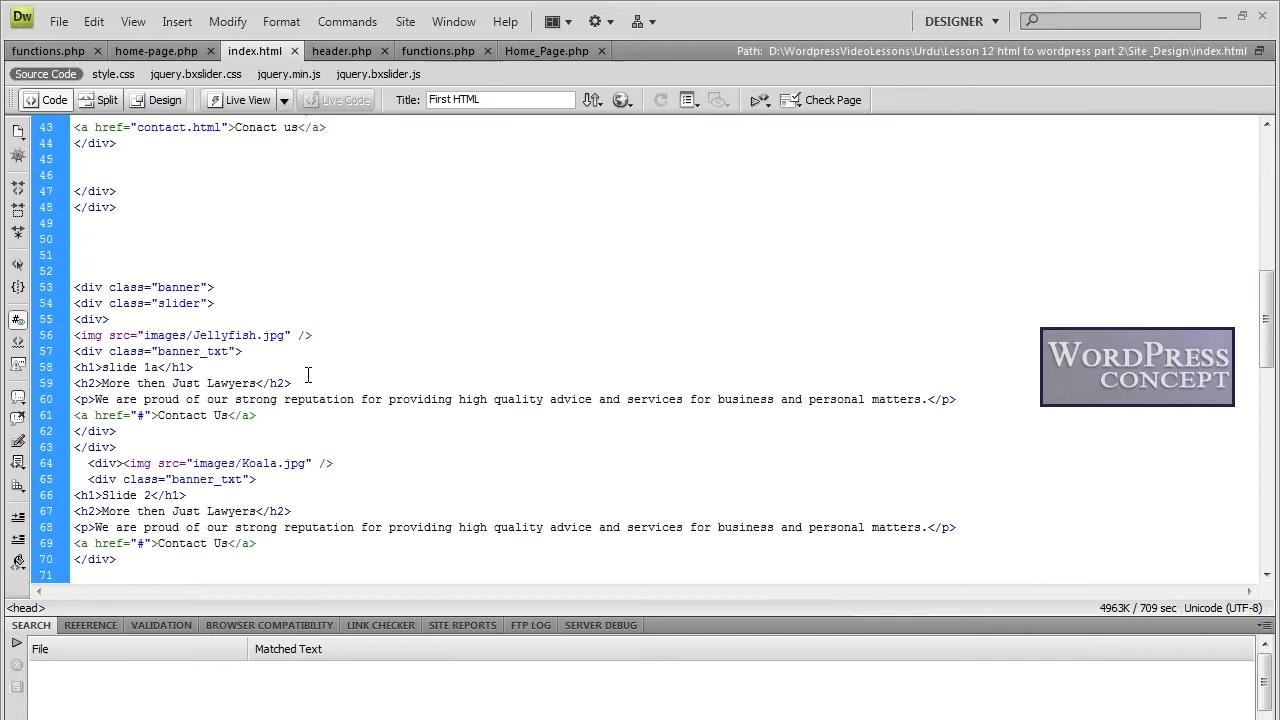 Dw File Edit View Insert Modify Format Commands Site Window Help DESIGNER
functions.php home-page.php index.html header.php functions.php Home_Page.php Path: D:\WordpressVideoLessons\Urdu\Lesson 12 html to wordpress part 2\Site_Design\index.html
Source Code style.css jquery.bxslider.css jquery.min.js jquery.bxslider.js
Code Split Design Live View Live Code Title: First HTML Check Page
43 <a href="contact.html">Conact us</a>
44 </div>
45
46
47 </div>
48 </div>
49
50
51
52
53 <div class="banner">
54 <div class="slider">
55 <div>
56 <img src="images/Jellyfish.jpg" />
57 <div class="banner_txt">
58 <h1>slide 1a</h1>
59 <h2>More then Just Lawyers</h2>
60 <p>We are proud of our strong reputation for providing high quality advice and services for business and personal matters.</p>
61 <a href="#">Contact Us</a>
62 </div>
63 </div>
64 <div><img src="images/Koala.jpg" />
65 <div class="banner_txt">
66 <h1>Slide 2</h1>
67 <h2>More then Just Lawyers</h2>
68 <p>We are proud of our strong reputation for providing high quality advice and services for business and personal matters.</p>
69 <a href="#">Contact Us</a>
70 </div>
71
WORDPRESS
CONCEPT
<head> 4963K / 709 sec Unicode (UTF-8)
SEARCH REFERENCE VALIDATION BROWSER COMPATIBILITY LINK CHECKER SITE REPORTS FTP LOG SERVER DEBUG
File Matched Text